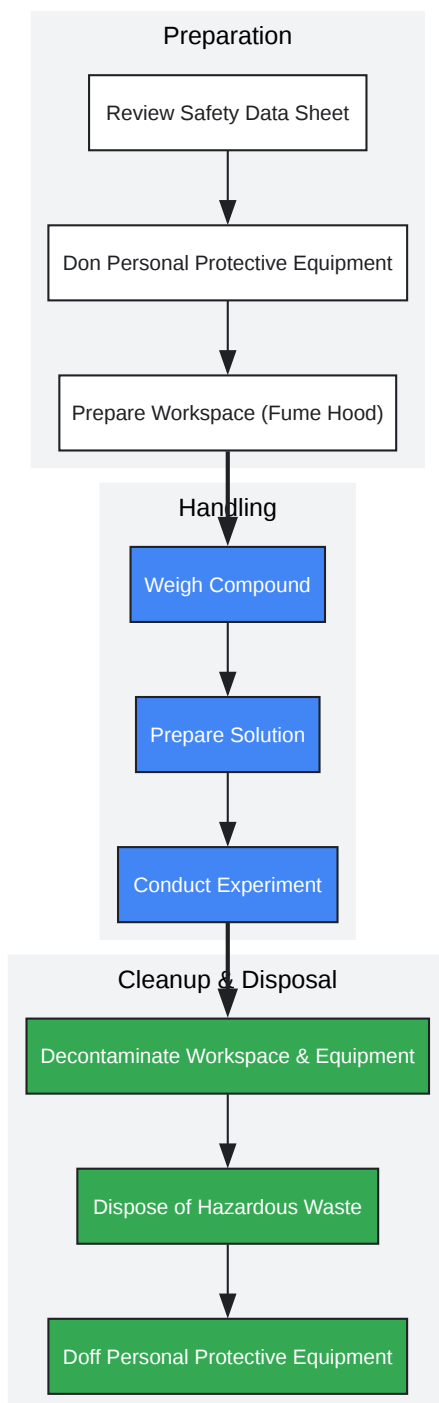 Preparation
Review Safety Data Sheet
Don Personal Protective Equipment
Prepare Workspace (Fume Hood)
Handling
Weigh Compound
Prepare Solution
Conduct Experiment
Cleanup & Disposal
Decontaminate Workspace & Equipment
Dispose of Hazardous Waste
Doff Personal Protective Equipment